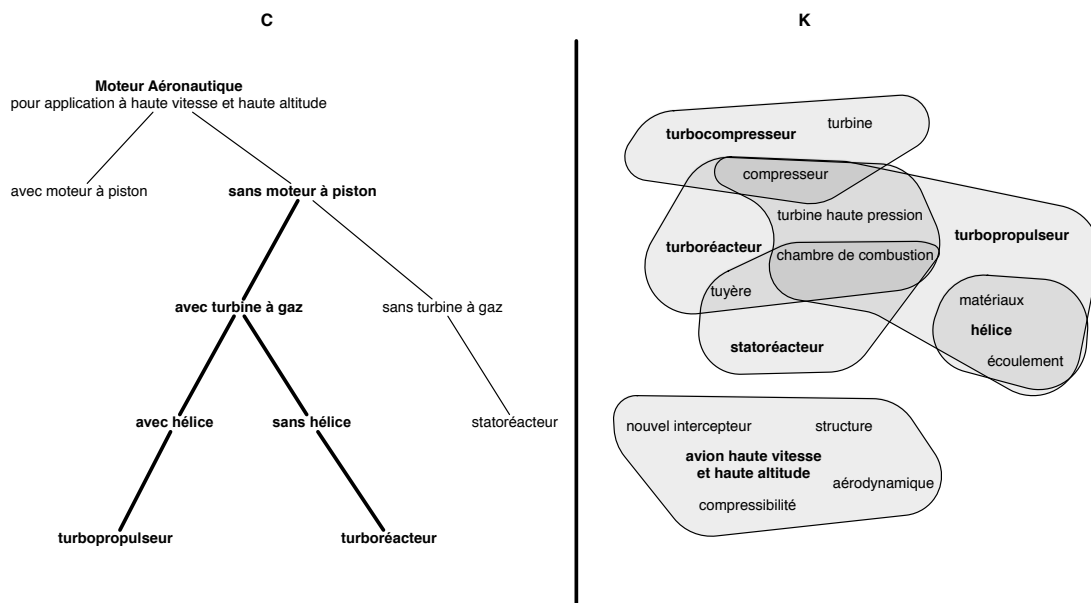 C
Moteur Aéronautique
pour application à haute vitesse et haute altitude
avec moteur à piston
sans moteur à piston
avec turbine à gaz
sans turbine à gaz
avec hélice
sans hélice
statoréacteur
turbopropulseur
turboréacteur
K
turbocompresseur
turbine
compresseur
turbine haute pression
turboréacteur
turbopropulseur
chambre de combustion
tuyère
matériaux
hélice
statoréacteur
écoulement
nouvel intercepteur
structure
avion haute vitesse
et haute altitude
aérodynamique
compressibilité